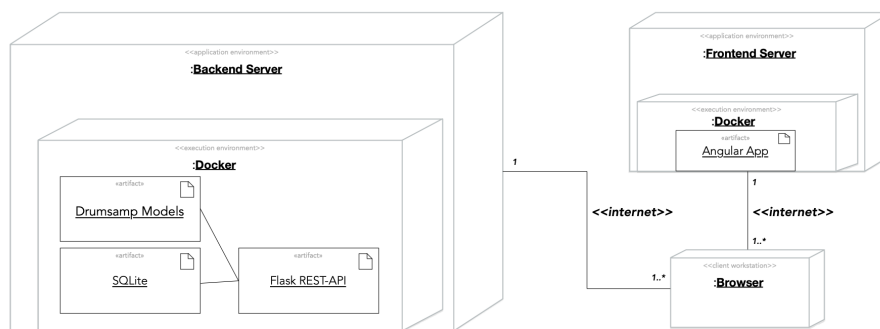 <<application environment>>
:Backend Server
<<execution environment>>
:Docker
«artifact»
Drumsamp Models
«artifact»
SQLite
«artifact»
Flask REST-API
1
<<internet>>
1..*
<<application environment>>
:Frontend Server
<<execution environment>>
:Docker
«artifact»
Angular App
1
<<internet>>
1..*
<<client workstation>>
:Browser